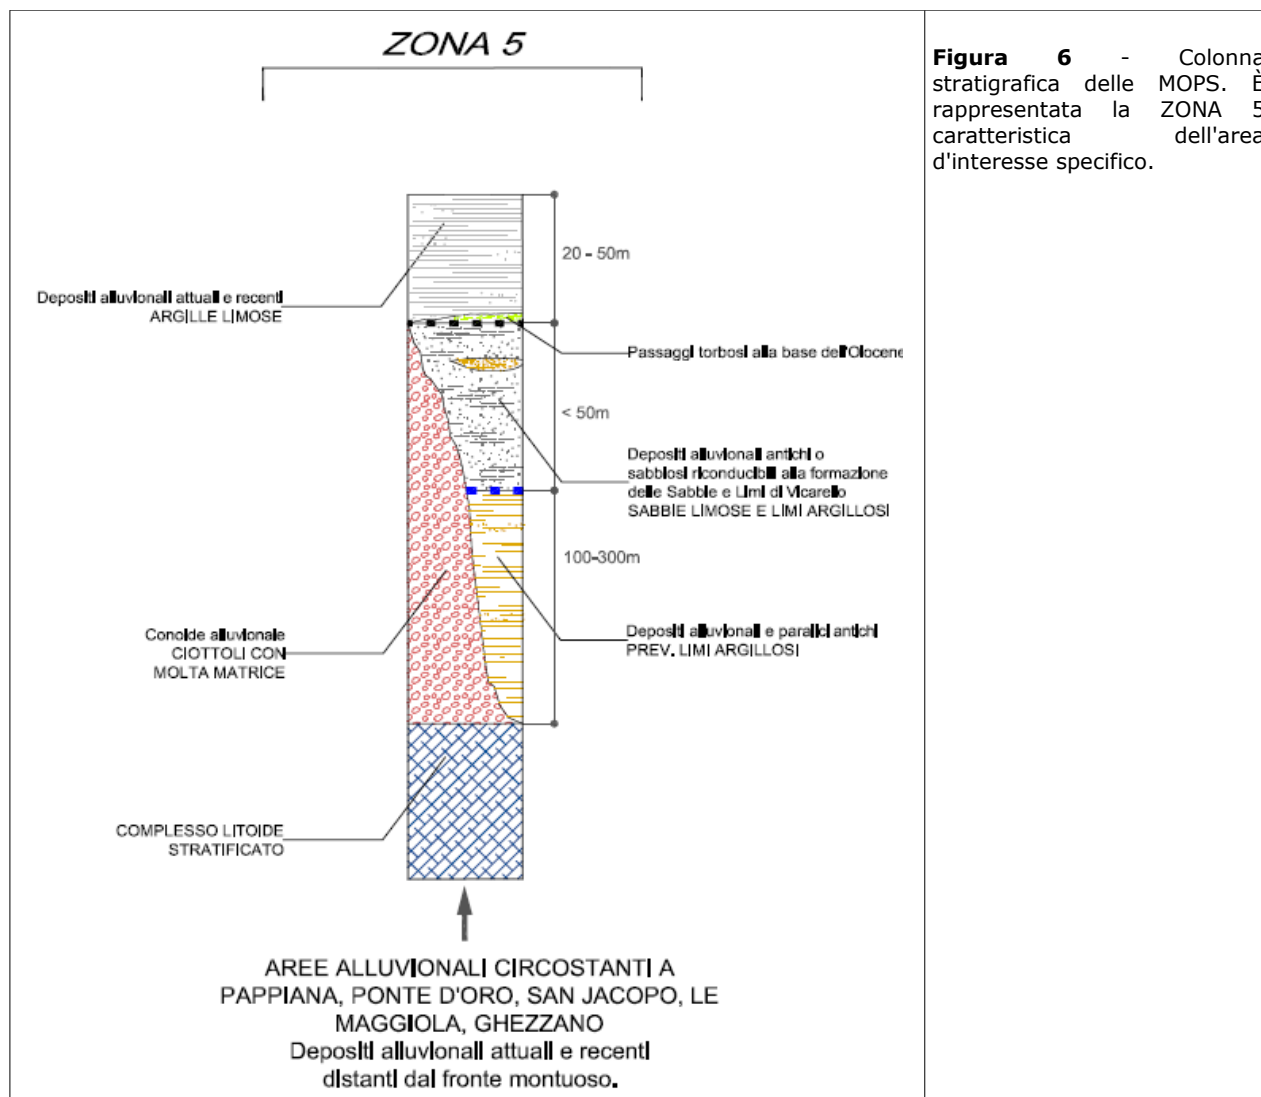 ZONA 5
Figura 6 - Colonna
stratigrafica delle MOPS. È
rappresentata la ZONA 5
caratteristica dell'area
d'interesse specifico.
20 - 50m
Depositi alluvionali attuali e recenti
ARGILLE LIMOSE
Passaggi torbosi alla base dell'Olocene
< 50m
Depositi alluvionali antichi o
sabbiosi riconducibili alla formazione
delle Sabbie e Limi di Vicarello
SABBIE LIMOSE E LIMI ARGILLOSI
100-300m
Conoide alluvionale
CIOTTOLI CON
MOLTA MATRICE
Depositi alluvionali e paralici antichi
PREV. LIMI ARGILLOSI
COMPLESSO LITOIDE
STRATIFICATO
AREE ALLUVIONALI CIRCOSTANTI A
PAPPIANA, PONTE D'ORO, SAN JACOPO, LE
MAGGIOLA, GHEZZANO
Depositi alluvionali attuali e recenti
distanti dal fronte montuoso.